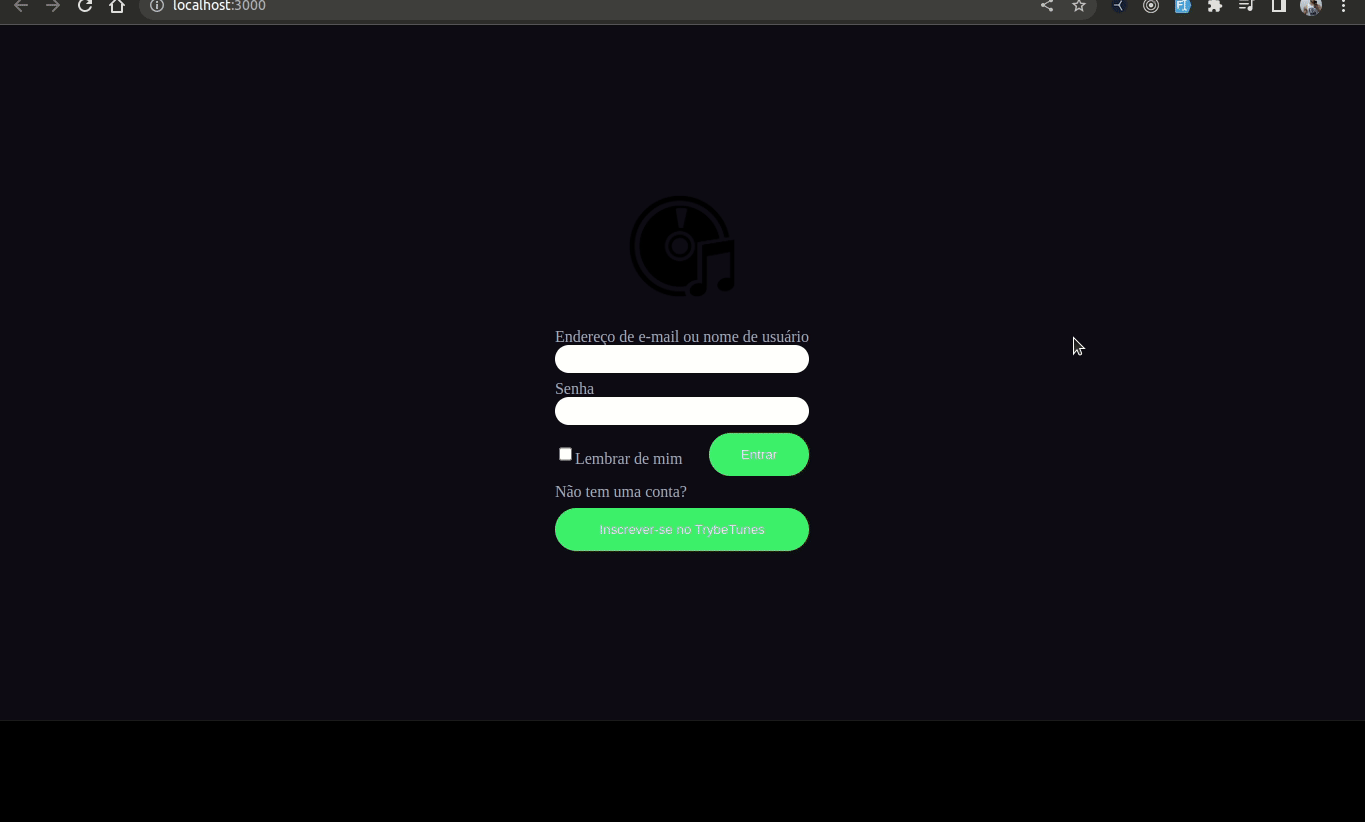 localhost:3000
Endereço de e-mail ou nome de usuário
Senha
Lembrar de mim
Entrar
Não tem uma conta?
Inscrever-se no TrybeTunes